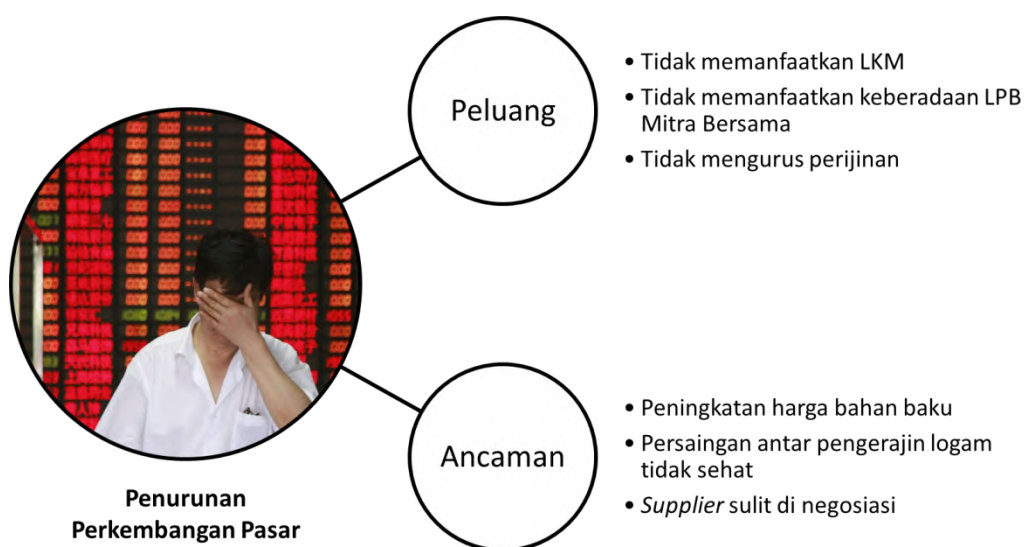 Peluang
• Tidak memanfaatkan LKM
• Tidak memanfaatkan keberadaan LPB
Mitra Bersama
• Tidak mengurus perijinan
Penurunan
Perkembangan Pasar
Ancaman
• Peningkatan harga bahan baku
• Persaingan antar pengerajin logam
tidak sehat
• Supplier sulit di negosiasi